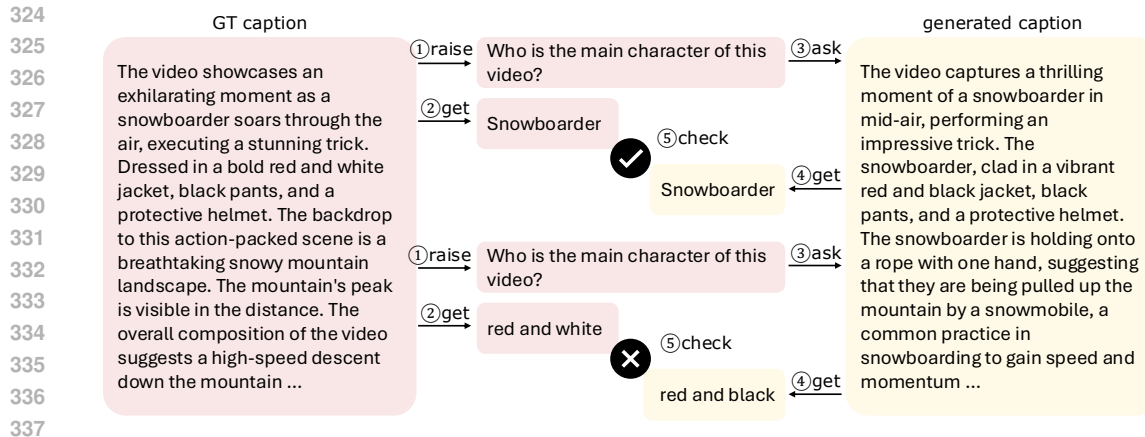 324
325
326
327
328
329
330
331
332
333
334
335
336
337
GT caption
The video showcases an
exhilarating moment as a
snowboarder soars through the
air, executing a stunning trick.
Dressed in a bold red and white
jacket, black pants, and a
protective helmet. The backdrop
to this action-packed scene is a
breathtaking snowy mountain
landscape. The mountain's peak
is visible in the distance. The
overall composition of the video
suggests a high-speed descent
down the mountain ...
①raise
Who is the main character of this
video?
③ask
②get
Snowboarder
⑤check
Snowboarder
④get
①raise
Who is the main character of this
video?
③ask
②get
red and white
⑤check
red and black
④get
generated caption
The video captures a thrilling
moment of a snowboarder in
mid-air, performing an
impressive trick. The
snowboarder, clad in a vibrant
red and black jacket, black
pants, and a protective helmet.
The snowboarder is holding onto
a rope with one hand, suggesting
that they are being pulled up the
mountain by a snowmobile, a
common practice in
snowboarding to gain speed and
momentum ...